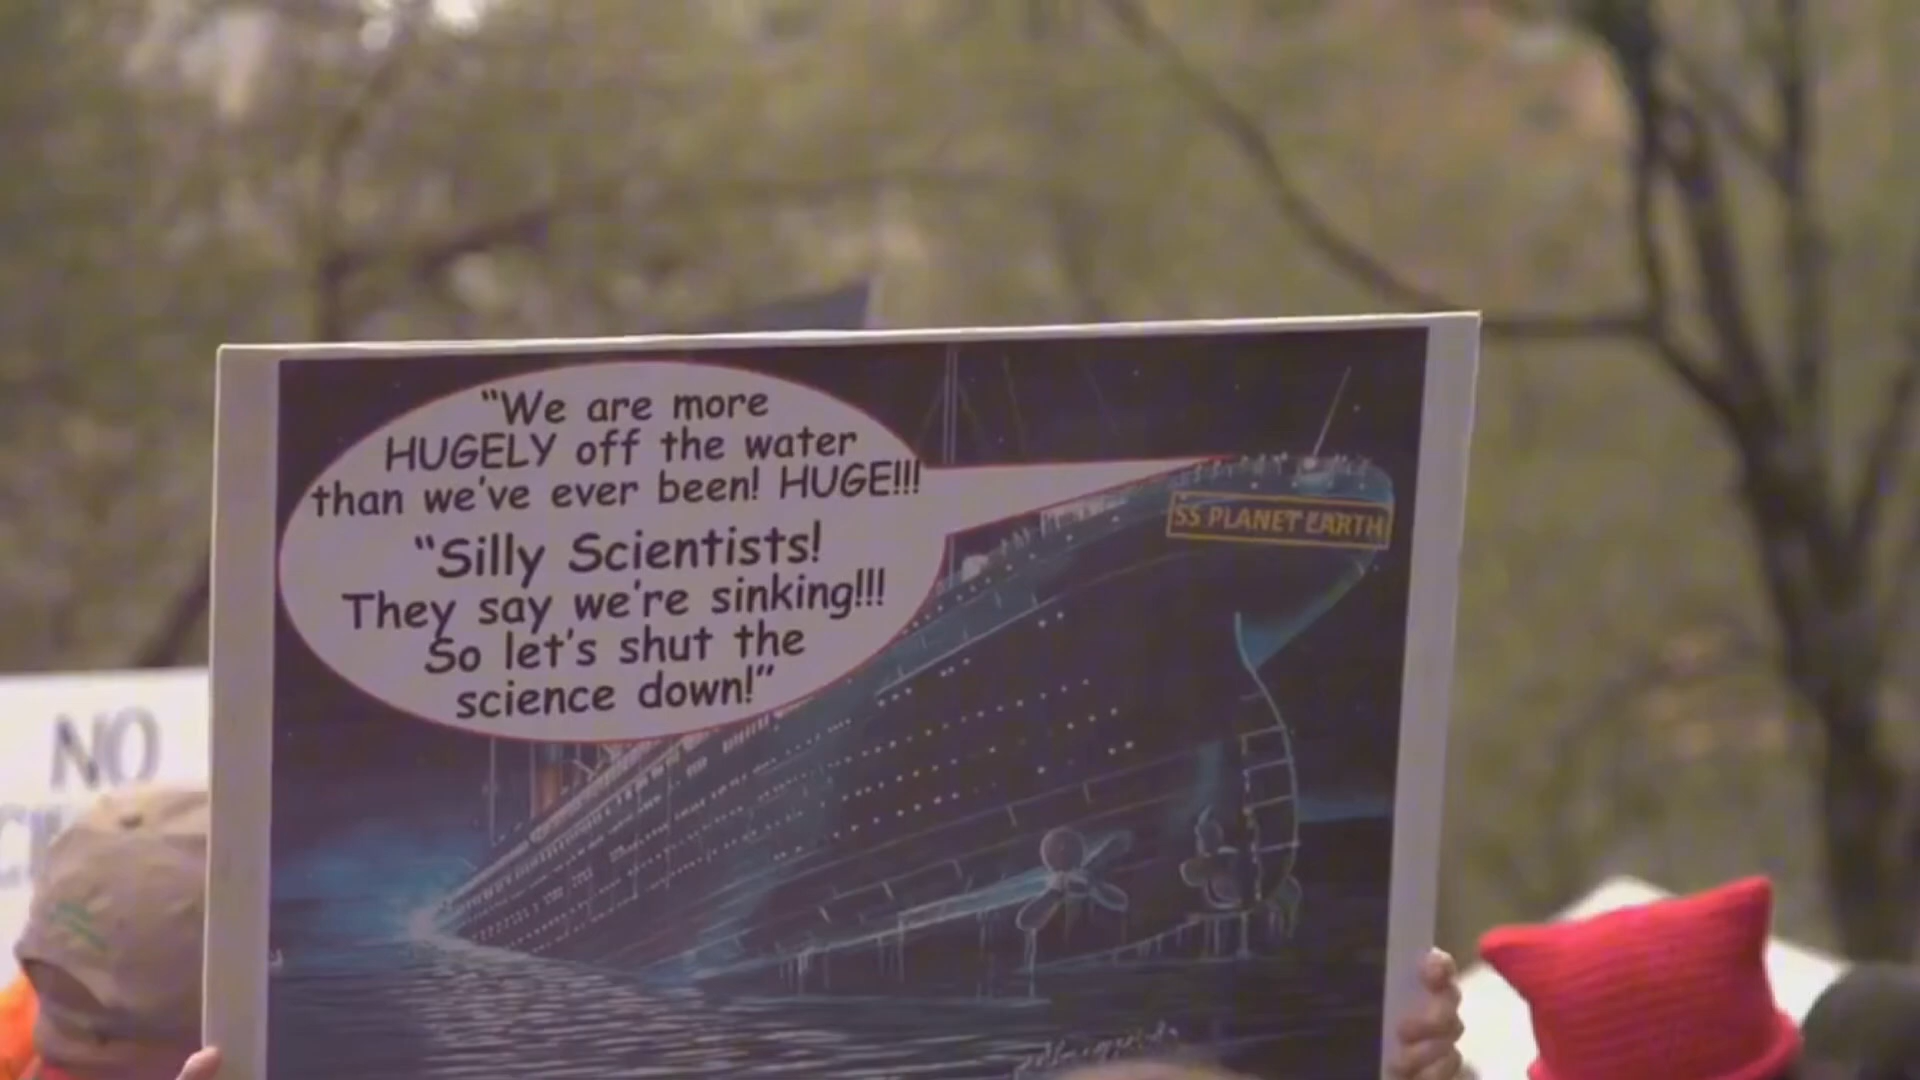 "We are more
HUGELY off the water
than we've ever been! HUGE!!!
"Silly Scientists!
They say we're sinking!!!
So let's shut the
science down!"
SS PLANET EARTH
NO